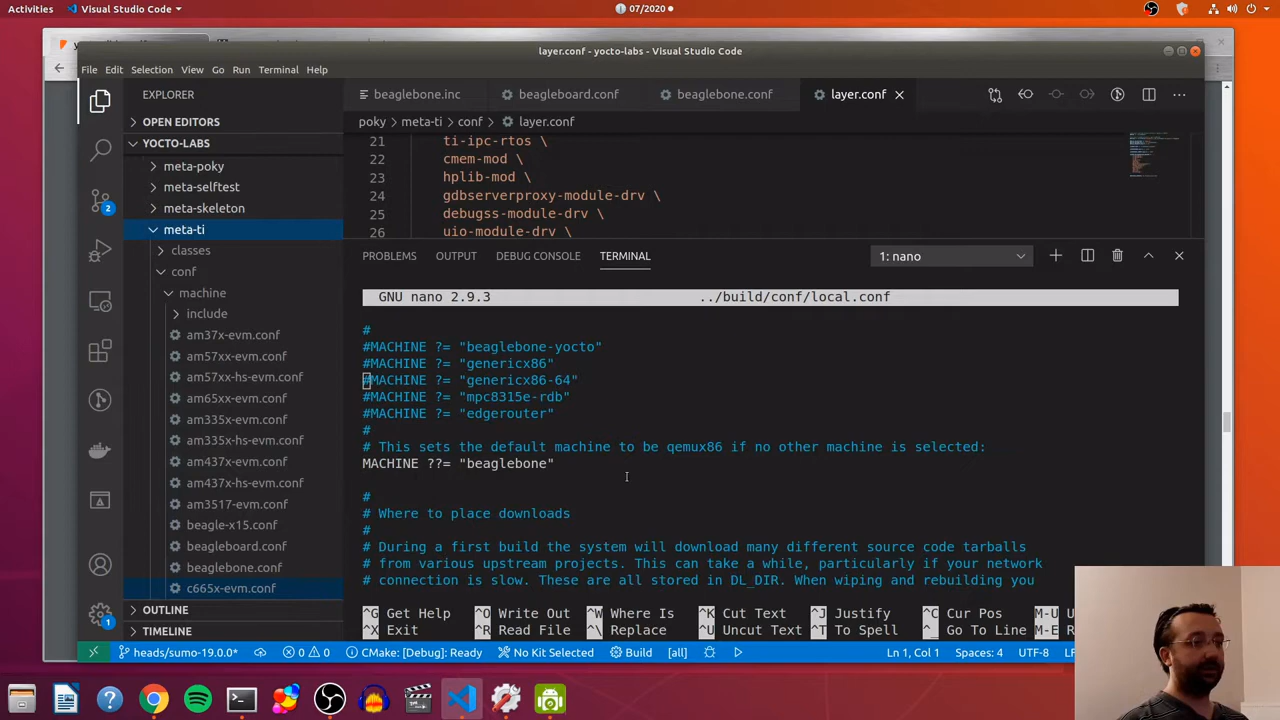 Activities
Visual Studio Code
07/2020
layer.conf - yocto-labs - Visual Studio Code
File Edit Selection View Go Run Terminal Help
EXPLORER
OPEN EDITORS
YOCTO-LABS
meta-poky
meta-selftest
meta-skeleton
meta-ti
classes
conf
machine
include
am37x-evm.conf
am57xx-evm.conf
am57xx-hs-evm.conf
am65xx-evm.conf
am335x-evm.conf
am335x-hs-evm.conf
am437x-evm.conf
am437x-hs-evm.conf
am3517-evm.conf
beagle-x15.conf
beagleboard.conf
beaglebone.conf
c665x-evm.conf
OUTLINE
TIMELINE
2
1
beaglebone.inc
beagleboard.conf
beaglebone.conf
layer.conf
poky > meta-ti > conf > layer.conf
21 ti-ipc-rtos \
22 cmem-mod \
23 hplib-mod \
24 gdbserverproxy-module-drv \
25 debugss-module-drv \
26 uio-module-drv \
PROBLEMS OUTPUT DEBUG CONSOLE TERMINAL
1: nano
GNU nano 2.9.3 ../build/conf/local.conf
#
#MACHINE ?= "beaglebone-yocto"
#MACHINE ?= "genericx86"
#MACHINE ?= "genericx86-64"
#MACHINE ?= "mpc8315e-rdb"
#MACHINE ?= "edgerouter"
#
# This sets the default machine to be qemux86 if no other machine is selected:
MACHINE ??= "beaglebone"
#
# Where to place downloads
#
# During a first build the system will download many different source code tarballs
# from various upstream projects. This can take a while, particularly if your network
# connection is slow. These are all stored in DL_DIR. When wiping and rebuilding you
^G Get Help ^O Write Out ^W Where Is ^K Cut Text ^J Justify ^C Cur Pos M-U U
^X Exit ^R Read File ^\ Replace ^U Uncut Text ^T To Spell ^_ Go To Line M-E R
heads/sumo-19.0.0* 0 0 CMake: [Debug]: Ready No Kit Selected Build [all] Ln 1, Col 1 Spaces: 4 UTF-8 L